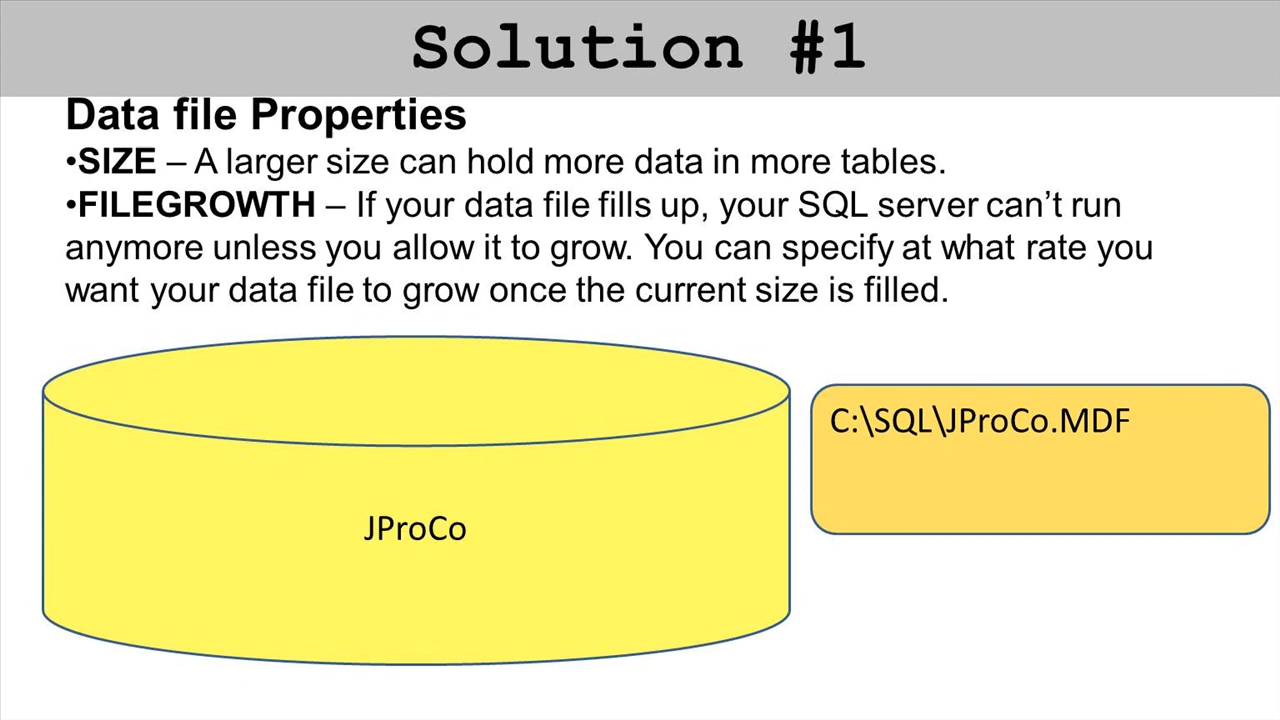 Solution #1
Data file Properties
•SIZE – A larger size can hold more data in more tables.
•FILEGROWTH – If your data file fills up, your SQL server can’t run
anymore unless you allow it to grow. You can specify at what rate you
want your data file to grow once the current size is filled.
C:\SQL\JProCo.MDF
JProCo